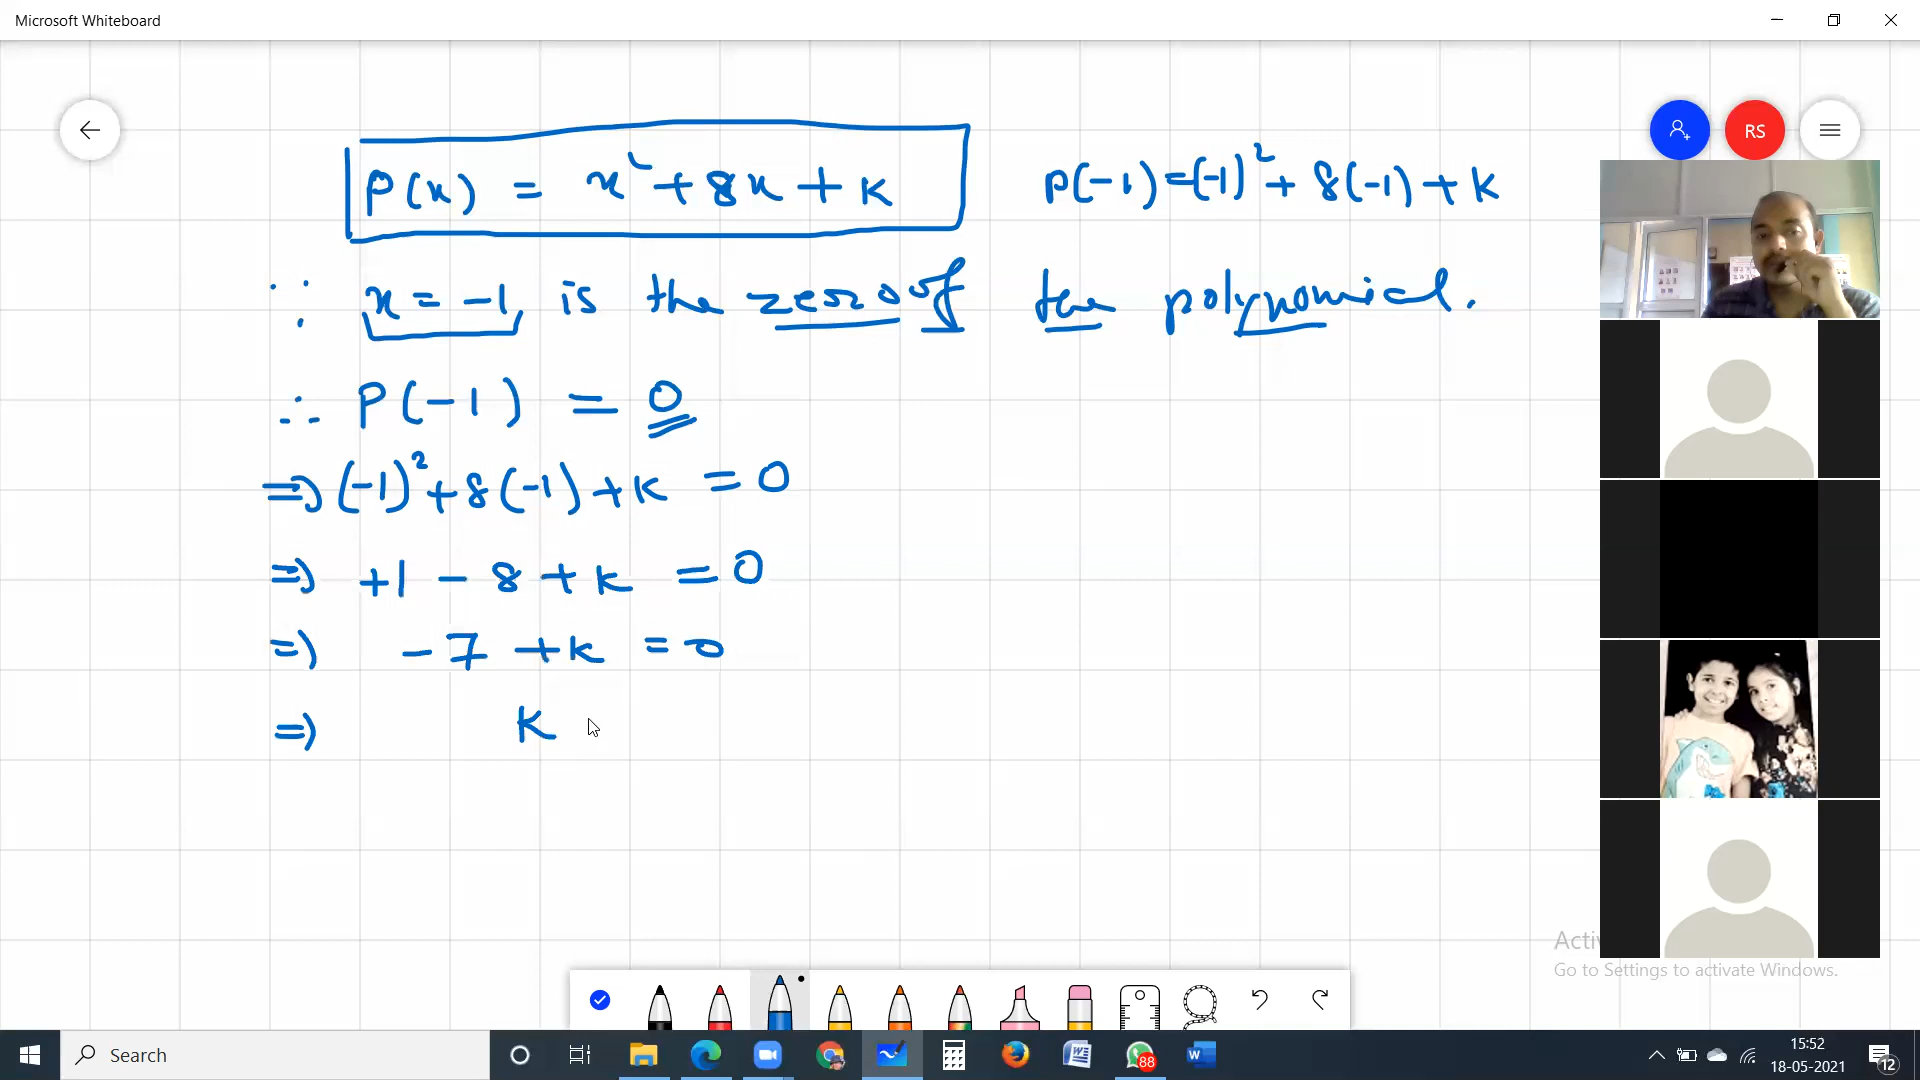 Microsoft Whiteboard
P(x) = x² + 8x + k
P(-1) = (-1)² + 8(-1) + k
∵ x = -1 is the zero of the polynomial.
∴ P(-1) = 0
⇒ (-1)² + 8(-1) + k = 0
⇒ +1 - 8 + k = 0
⇒ -7 + k = 0
⇒ K
RS
Go to Settings to activate Windows.
Search
88
15:52
18-05-2021
12